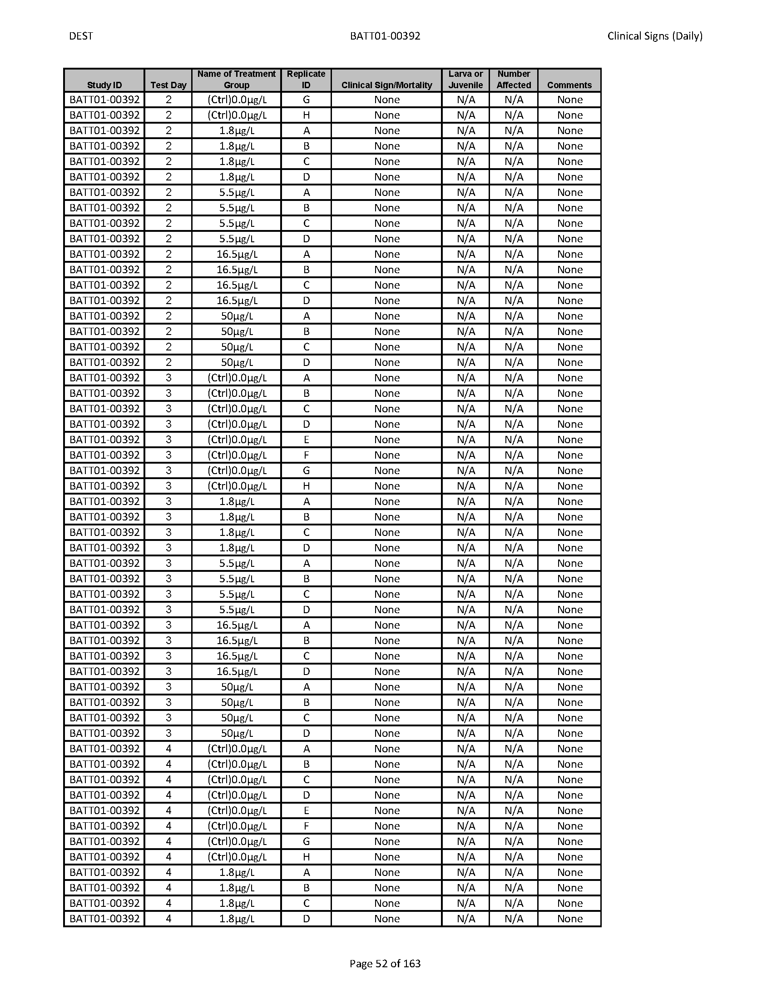 DEST BATT01-00392 Clinical Signs (Daily)
Study ID Test Day Name of Treatment Group Replicate ID Clinical Sign/Mortality Larva or Juvenile Number Affected Comments
BATT01-00392 2 (Ctrl)0.0µg/L G None N/A N/A None
BATT01-00392 2 (Ctrl)0.0µg/L H None N/A N/A None
BATT01-00392 2 1.8µg/L A None N/A N/A None
BATT01-00392 2 1.8µg/L B None N/A N/A None
BATT01-00392 2 1.8µg/L C None N/A N/A None
BATT01-00392 2 1.8µg/L D None N/A N/A None
BATT01-00392 2 5.5µg/L A None N/A N/A None
BATT01-00392 2 5.5µg/L B None N/A N/A None
BATT01-00392 2 5.5µg/L C None N/A N/A None
BATT01-00392 2 5.5µg/L D None N/A N/A None
BATT01-00392 2 16.5µg/L A None N/A N/A None
BATT01-00392 2 16.5µg/L B None N/A N/A None
BATT01-00392 2 16.5µg/L C None N/A N/A None
BATT01-00392 2 16.5µg/L D None N/A N/A None
BATT01-00392 2 50µg/L A None N/A N/A None
BATT01-00392 2 50µg/L B None N/A N/A None
BATT01-00392 2 50µg/L C None N/A N/A None
BATT01-00392 2 50µg/L D None N/A N/A None
BATT01-00392 3 (Ctrl)0.0µg/L A None N/A N/A None
BATT01-00392 3 (Ctrl)0.0µg/L B None N/A N/A None
BATT01-00392 3 (Ctrl)0.0µg/L C None N/A N/A None
BATT01-00392 3 (Ctrl)0.0µg/L D None N/A N/A None
BATT01-00392 3 (Ctrl)0.0µg/L E None N/A N/A None
BATT01-00392 3 (Ctrl)0.0µg/L F None N/A N/A None
BATT01-00392 3 (Ctrl)0.0µg/L G None N/A N/A None
BATT01-00392 3 (Ctrl)0.0µg/L H None N/A N/A None
BATT01-00392 3 1.8µg/L A None N/A N/A None
BATT01-00392 3 1.8µg/L B None N/A N/A None
BATT01-00392 3 1.8µg/L C None N/A N/A None
BATT01-00392 3 1.8µg/L D None N/A N/A None
BATT01-00392 3 5.5µg/L A None N/A N/A None
BATT01-00392 3 5.5µg/L B None N/A N/A None
BATT01-00392 3 5.5µg/L C None N/A N/A None
BATT01-00392 3 5.5µg/L D None N/A N/A None
BATT01-00392 3 16.5µg/L A None N/A N/A None
BATT01-00392 3 16.5µg/L B None N/A N/A None
BATT01-00392 3 16.5µg/L C None N/A N/A None
BATT01-00392 3 16.5µg/L D None N/A N/A None
BATT01-00392 3 50µg/L A None N/A N/A None
BATT01-00392 3 50µg/L B None N/A N/A None
BATT01-00392 3 50µg/L C None N/A N/A None
BATT01-00392 3 50µg/L D None N/A N/A None
BATT01-00392 4 (Ctrl)0.0µg/L A None N/A N/A None
BATT01-00392 4 (Ctrl)0.0µg/L B None N/A N/A None
BATT01-00392 4 (Ctrl)0.0µg/L C None N/A N/A None
BATT01-00392 4 (Ctrl)0.0µg/L D None N/A N/A None
BATT01-00392 4 (Ctrl)0.0µg/L E None N/A N/A None
BATT01-00392 4 (Ctrl)0.0µg/L F None N/A N/A None
BATT01-00392 4 (Ctrl)0.0µg/L G None N/A N/A None
BATT01-00392 4 (Ctrl)0.0µg/L H None N/A N/A None
BATT01-00392 4 1.8µg/L A None N/A N/A None
BATT01-00392 4 1.8µg/L B None N/A N/A None
BATT01-00392 4 1.8µg/L C None N/A N/A None
BATT01-00392 4 1.8µg/L D None N/A N/A None
Page 52 of 163